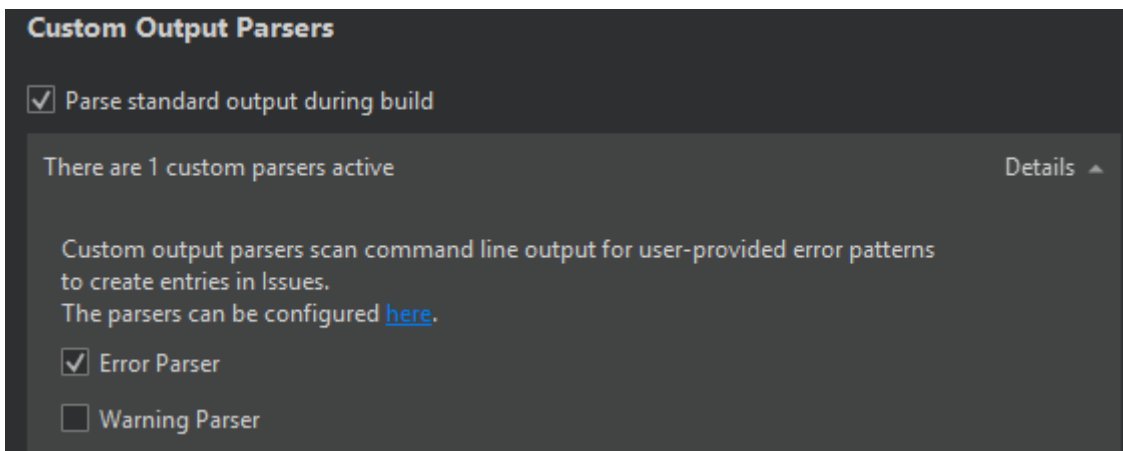 Custom Output Parsers
Parse standard output during build
There are 1 custom parsers active
Details
Custom output parsers scan command line output for user-provided error patterns
to create entries in Issues.
The parsers can be configured here.
Error Parser
Warning Parser